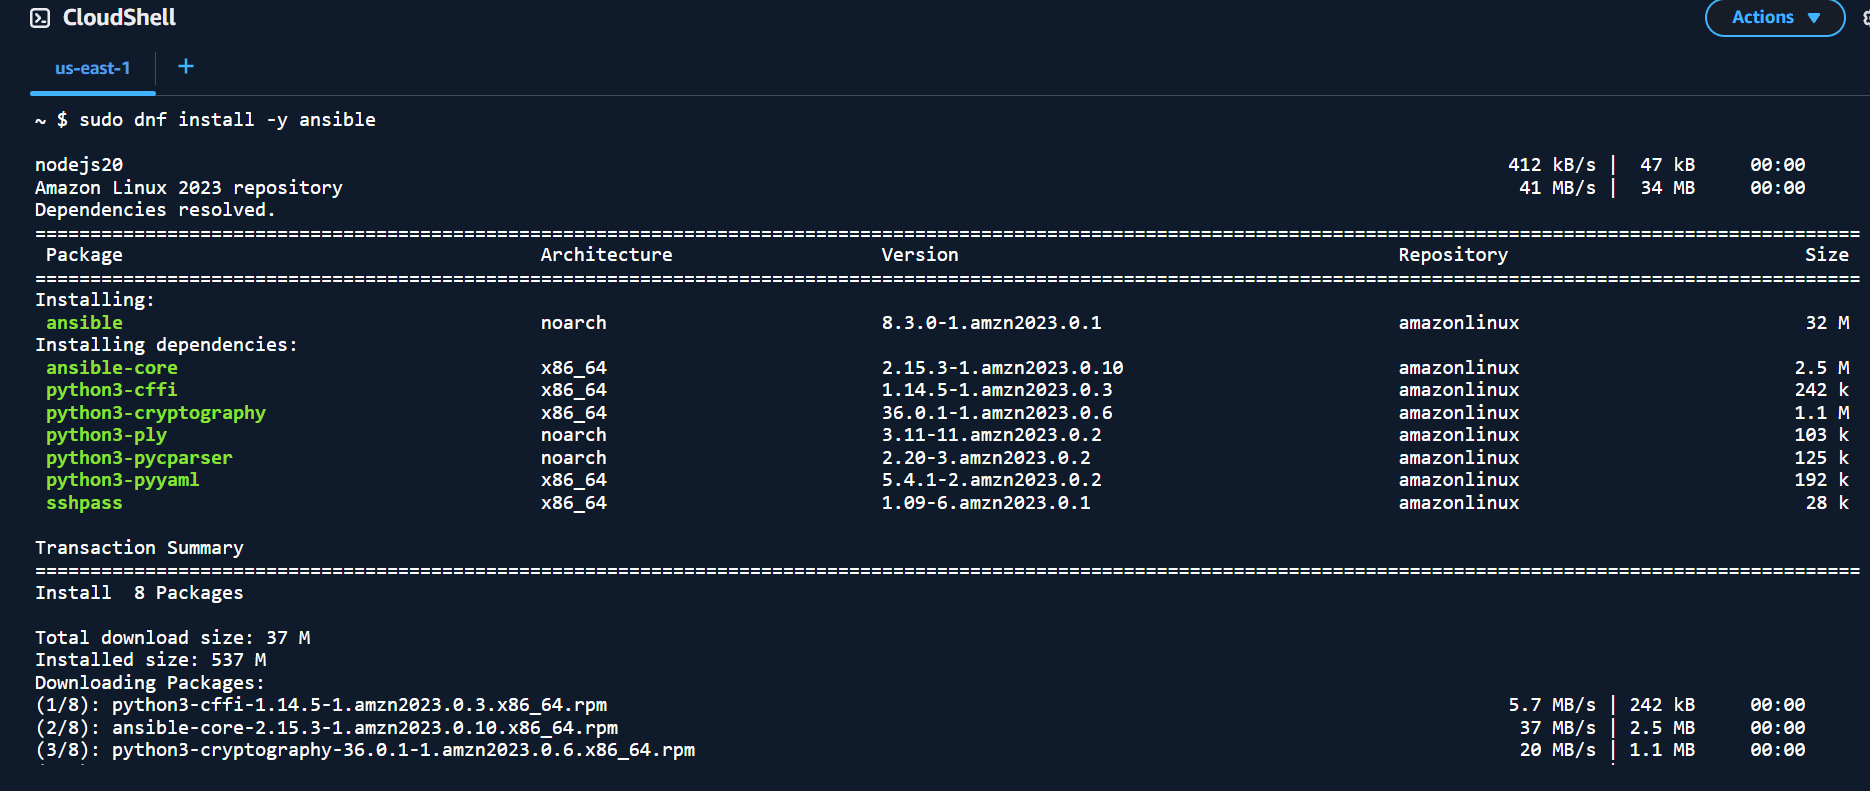 CloudShell
Actions ▼
us-east-1 +
~ $ sudo dnf install -y ansible
nodejs20 412 kB/s | 47 kB 00:00
Amazon Linux 2023 repository 41 MB/s | 34 MB 00:00
Dependencies resolved.
======================================================================================================================================================================
Package Architecture Version Repository Size
======================================================================================================================================================================
Installing:
ansible noarch 8.3.0-1.amzn2023.0.1 amazonlinux 32 M
Installing dependencies:
ansible-core x86_64 2.15.3-1.amzn2023.0.10 amazonlinux 2.5 M
python3-cffi x86_64 1.14.5-1.amzn2023.0.3 amazonlinux 242 k
python3-cryptography x86_64 36.0.1-1.amzn2023.0.6 amazonlinux 1.1 M
python3-ply noarch 3.11-11.amzn2023.0.2 amazonlinux 103 k
python3-pycparser noarch 2.20-3.amzn2023.0.2 amazonlinux 125 k
python3-pyyaml x86_64 5.4.1-2.amzn2023.0.2 amazonlinux 192 k
sshpass x86_64 1.09-6.amzn2023.0.1 amazonlinux 28 k
Transaction Summary
======================================================================================================================================================================
Install 8 Packages
Total download size: 37 M
Installed size: 537 M
Downloading Packages:
(1/8): python3-cffi-1.14.5-1.amzn2023.0.3.x86_64.rpm 5.7 MB/s | 242 kB 00:00
(2/8): ansible-core-2.15.3-1.amzn2023.0.10.x86_64.rpm 37 MB/s | 2.5 MB 00:00
(3/8): python3-cryptography-36.0.1-1.amzn2023.0.6.x86_64.rpm 20 MB/s | 1.1 MB 00:00